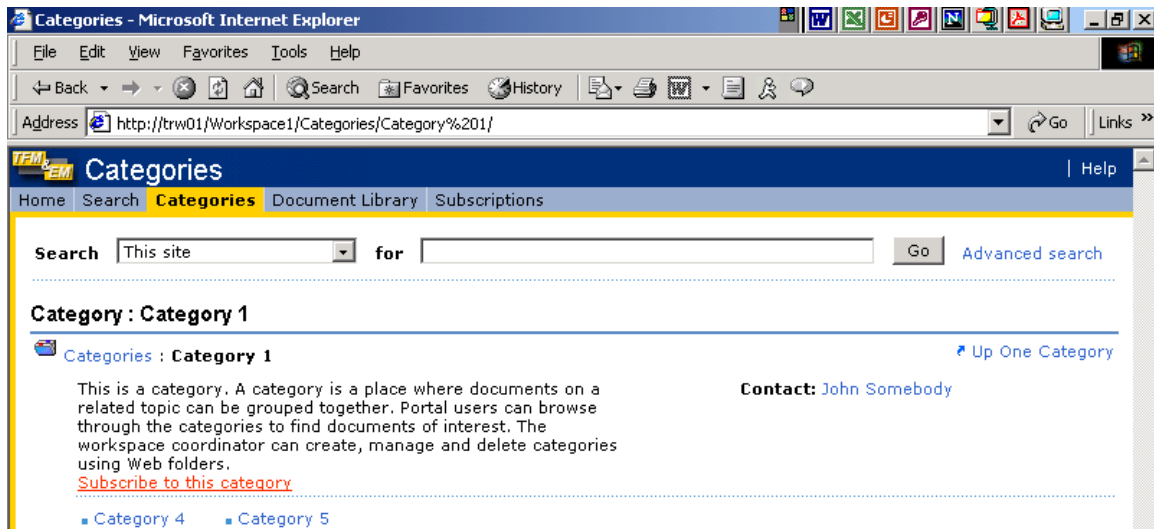 Categories - Microsoft Internet Explorer
File Edit View Favorites Tools Help
Back Search Favorites History
Address http://trw01/Workspace1/Categories/Category%201/ Go Links »
TFM & EM Categories | Help
Home Search Categories Document Library Subscriptions
Search This site for Go Advanced search
Category : Category 1
Categories : Category 1 Up One Category
This is a category. A category is a place where documents on a Contact: John Somebody
related topic can be grouped together. Portal users can browse
through the categories to find documents of interest. The
workspace coordinator can create, manage and delete categories
using Web folders.
Subscribe to this category
Category 4 Category 5